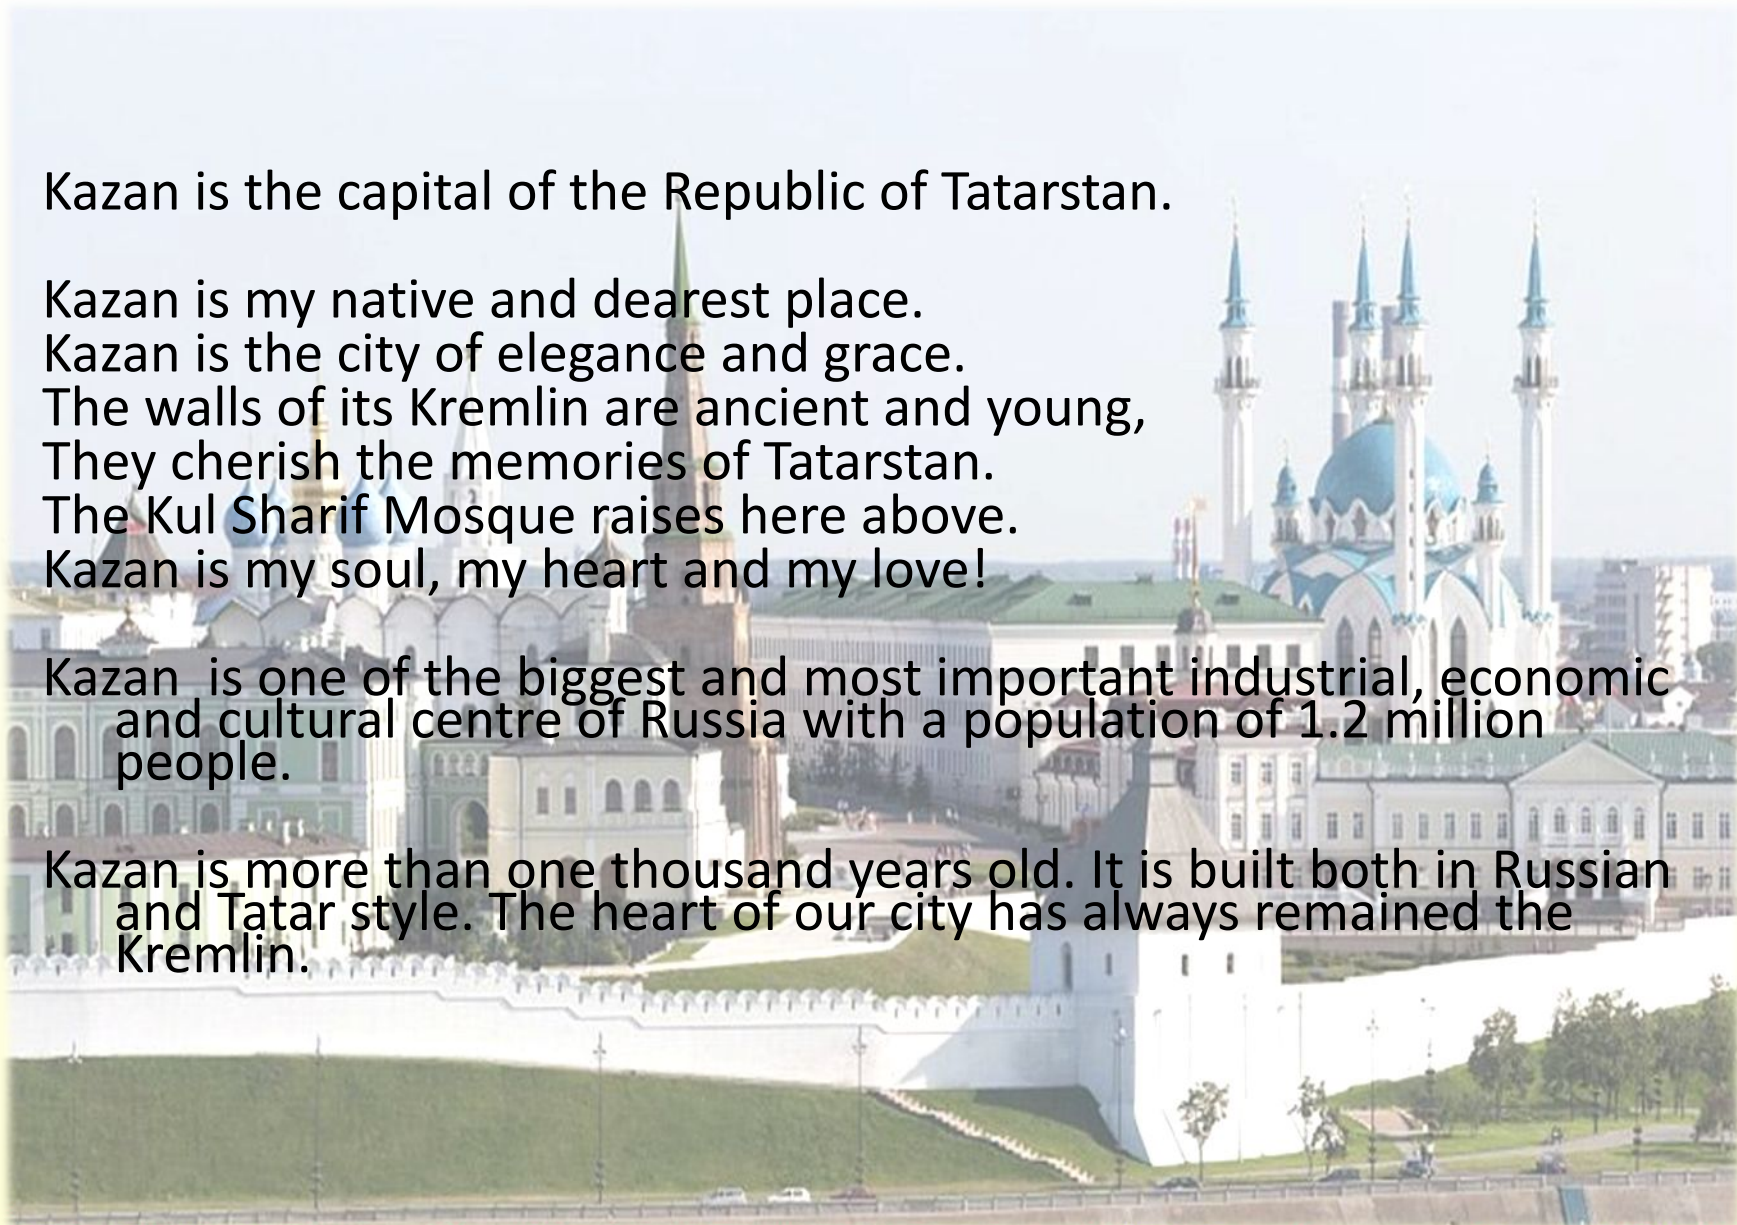 Kazan is the capital of the Republic of Tatarstan.
Kazan is my native and dearest place.
Kazan is the city of elegance and grace.
The walls of its Kremlin are ancient and young,
They cherish the memories of Tatarstan.
The Kul Sharif Mosque raises here above.
Kazan is my soul, my heart and my love!
Kazan  is one of the biggest and most important industrial, economic
and cultural centre of Russia with a population of 1.2 million
people.
Kazan is more than one thousand years old. It is built both in Russian
and Tatar style. The heart of our city has always remained the
Kremlin.